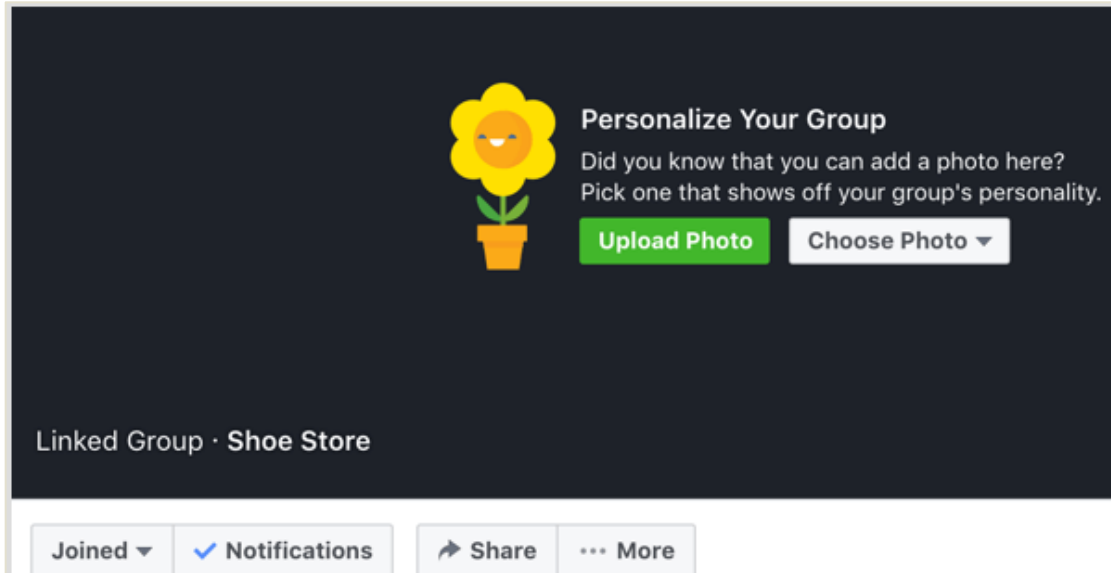 Personalize Your Group
Did you know that you can add a photo here?
Pick one that shows off your group's personality.
Upload Photo
Choose Photo
Linked Group · Shoe Store
Joined
Notifications
Share
More